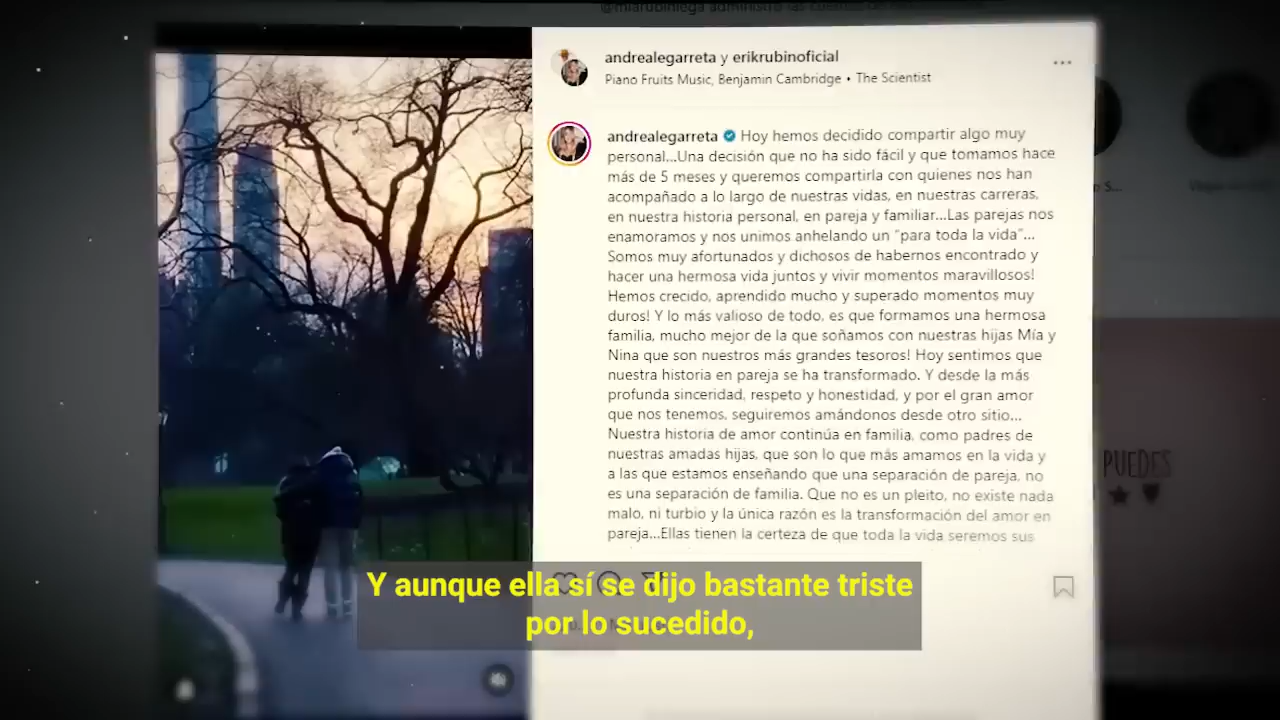 andrealegarreta y erikrubinoficial
Piano Fruits Music, Benjamin Cambridge • The Scientist
andrealegarreta Hoy hemos decidido compartir algo muy
personal...Una decisión que no ha sido fácil y que tomamos hace
más de 5 meses y queremos compartirla con quienes nos han
acompañado a lo largo de nuestras vidas, en nuestras carreras,
en nuestra historia personal, en pareja y familiar...Las parejas nos
enamoramos y nos unimos anhelando un "para toda la vida"...
Somos muy afortunados y dichosos de habernos encontrado y
hacer una hermosa vida juntos y vivir momentos maravillosos!
Hemos crecido, aprendido mucho y superado momentos muy
duros! Y lo más valioso de todo, es que formamos una hermosa
familia, mucho mejor de la que soñamos con nuestras hijas Mía y
Nina que son nuestros más grandes tesoros! Hoy sentimos que
nuestra historia en pareja se ha transformado. Y desde la más
profunda sinceridad, respeto y honestidad, y por el gran amor
que nos tenemos, seguiremos amándonos desde otro sitio...
Nuestra historia de amor continúa en familia, como padres de
nuestras amadas hijas, que son lo que más amamos en la vida y
a las que estamos enseñando que una separación de pareja, no
es una separación de familia. Que no es un pleito, no existe nada
malo, ni turbio y la única razón es la transformación del amor en
pareja...Ellas tienen la certeza de que toda la vida seremos sus
PUEDES
Y aunque ella sí se dijo bastante triste
por lo sucedido,